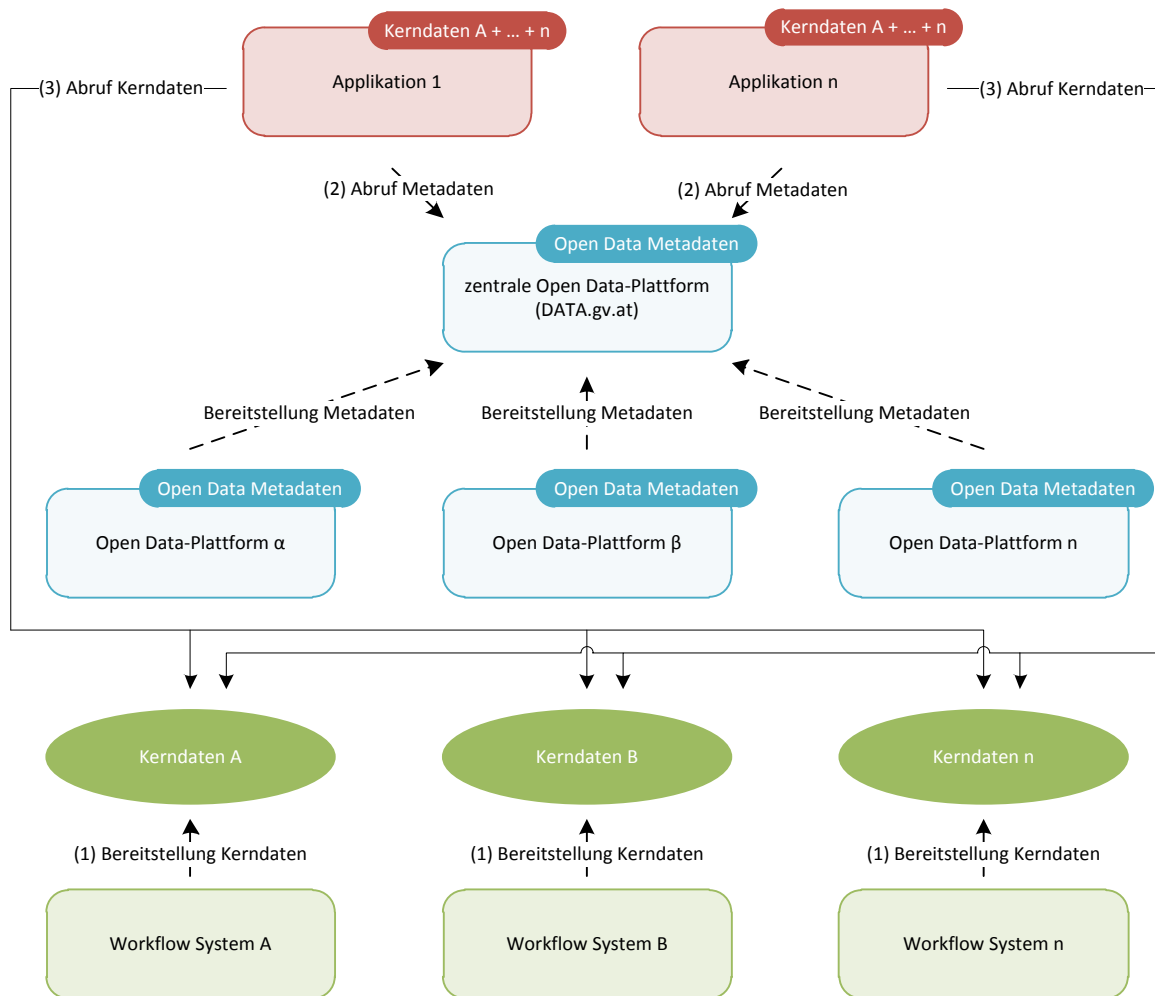 Kerndaten A + ... + n
Kerndaten A + ... + n
Applikation 1
Applikation n
(3) Abruf Kerndaten
(3) Abruf Kerndaten
(2) Abruf Metadaten
(2) Abruf Metadaten
Open Data Metadaten
zentrale Open Data-Plattform
(DATA.gv.at)
Bereitstellung Metadaten
Bereitstellung Metadaten
Bereitstellung Metadaten
Open Data Metadaten
Open Data Metadaten
Open Data Metadaten
Open Data-Plattform α
Open Data-Plattform β
Open Data-Plattform n
Kerndaten A
Kerndaten B
Kerndaten n
(1) Bereitstellung Kerndaten
(1) Bereitstellung Kerndaten
(1) Bereitstellung Kerndaten
Workflow System A
Workflow System B
Workflow System n